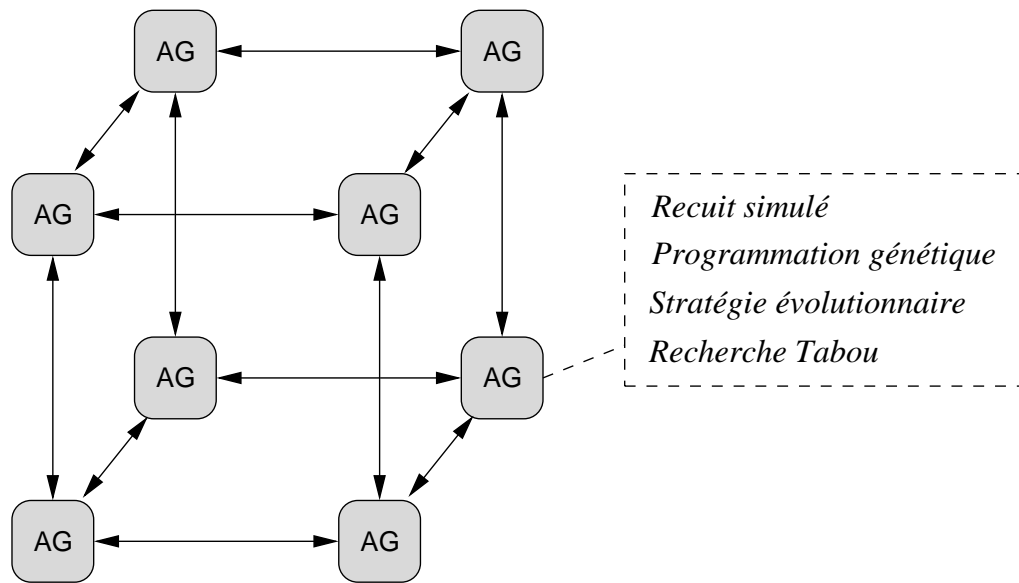 AG
AG
AG
AG
AG
AG
AG
AG
Recuit simulé
Programmation génétique
Stratégie évolutionnaire
Recherche Tabou